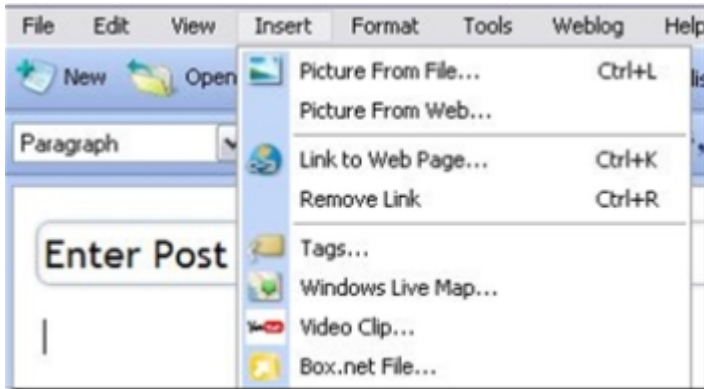 File Edit View Insert Format Tools Weblog Help
New Open
Paragraph
Enter Post
Picture From File... Ctrl+L
Picture From Web...
Link to Web Page... Ctrl+K
Remove Link Ctrl+R
Tags...
Windows Live Map...
Video Clip...
Box.net File...